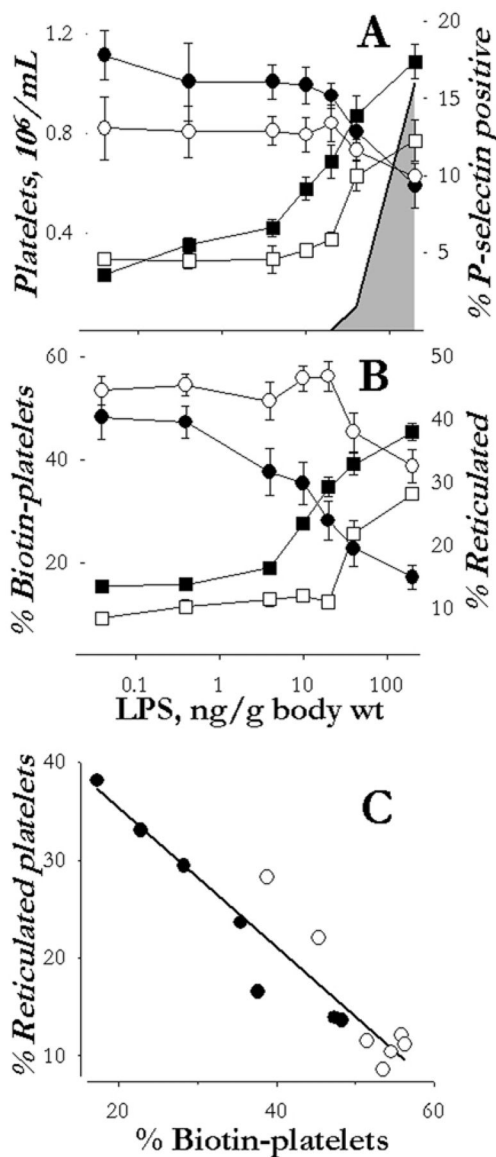 A
Platelets, 10⁶/mL
1.2
0.8
0.4
20
15
10
5
% P-selectin positive
B
% Biotin-platelets
60
40
20
50
40
30
20
10
% Reticulated
0.1 1 10 100
LPS, ng/g body wt
C
% Reticulated platelets
40
30
20
10
20 40 60
% Biotin-platelets